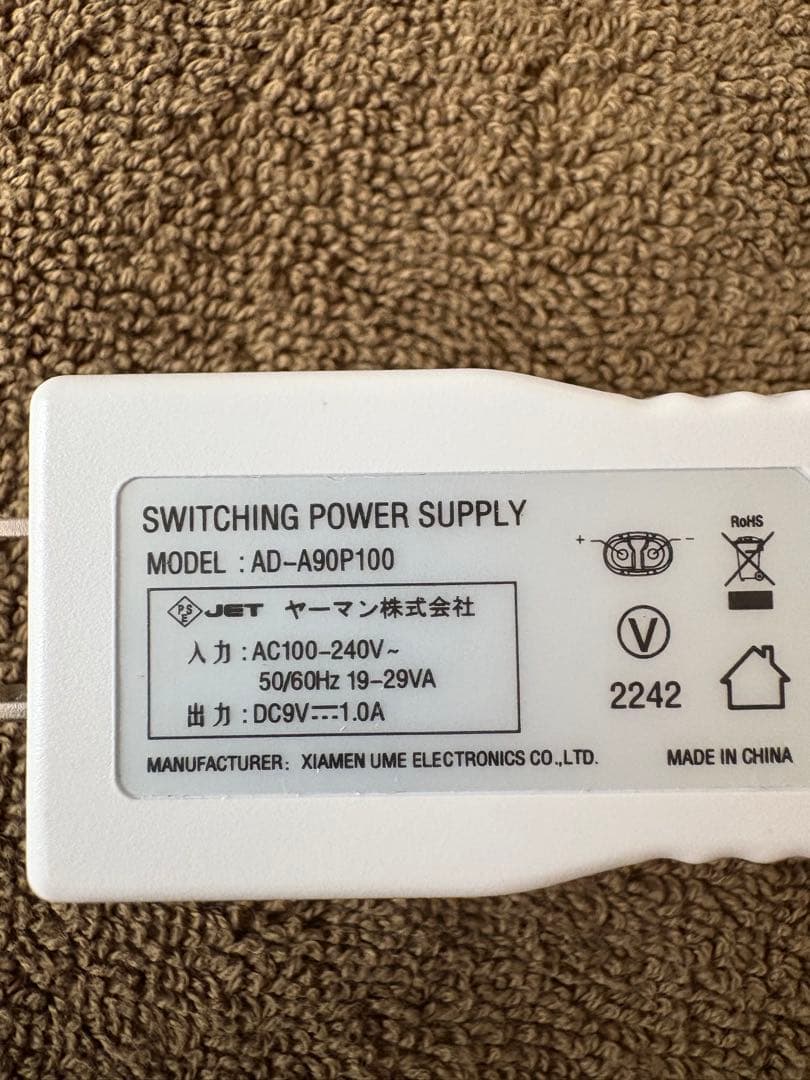 SWITCHING POWER SUPPLY
MODEL : AD-A90P100
PSE JET ヤーマン株式会社
入力 : AC100-240V~
50/60Hz 19-29VA
出力 : DC9V⎓1.0A
MANUFACTURER: XIAMEN UME ELECTRONICS CO.,LTD.
+ -
RoHS
V
2242
MADE IN CHINA